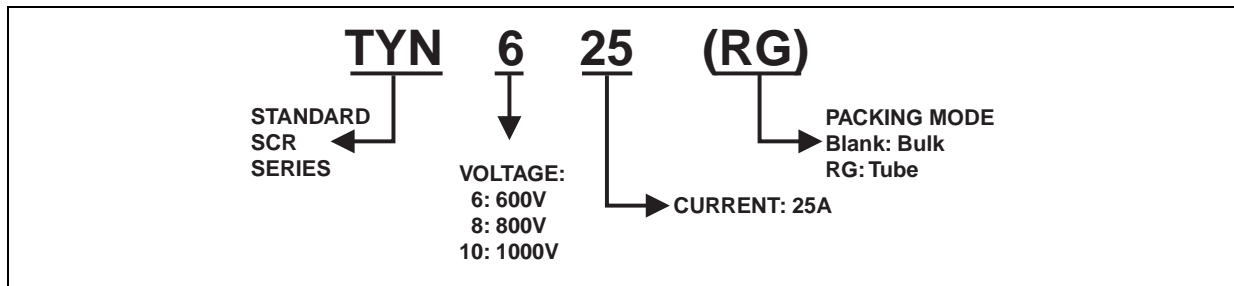 TYN 6 25 (RG)
STANDARD
SCR
SERIES
VOLTAGE:
6: 600V
8: 800V
10: 1000V
CURRENT: 25A
PACKING MODE
Blank: Bulk
RG: Tube